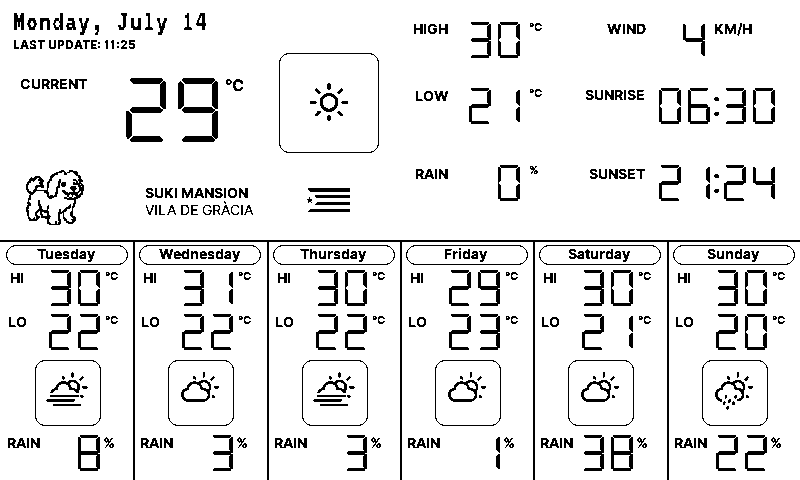 Monday, July 14
LAST UPDATE: 11:25
CURRENT 29 °C
HIGH 30 °C
WIND 4 KM/H
LOW 21 °C
SUNRISE 06:30
RAIN 0 %
SUNSET 21:24
SUKI MANSION
VILA DE GRÀCIA
Tuesday
HI 30 °C
LO 22 °C
RAIN 8 %
Wednesday
HI 31 °C
LO 22 °C
RAIN 3 %
Thursday
HI 30 °C
LO 22 °C
RAIN 3 %
Friday
HI 29 °C
LO 23 °C
RAIN 1 %
Saturday
HI 30 °C
LO 21 °C
RAIN 38 %
Sunday
HI 30 °C
LO 20 °C
RAIN 22 %